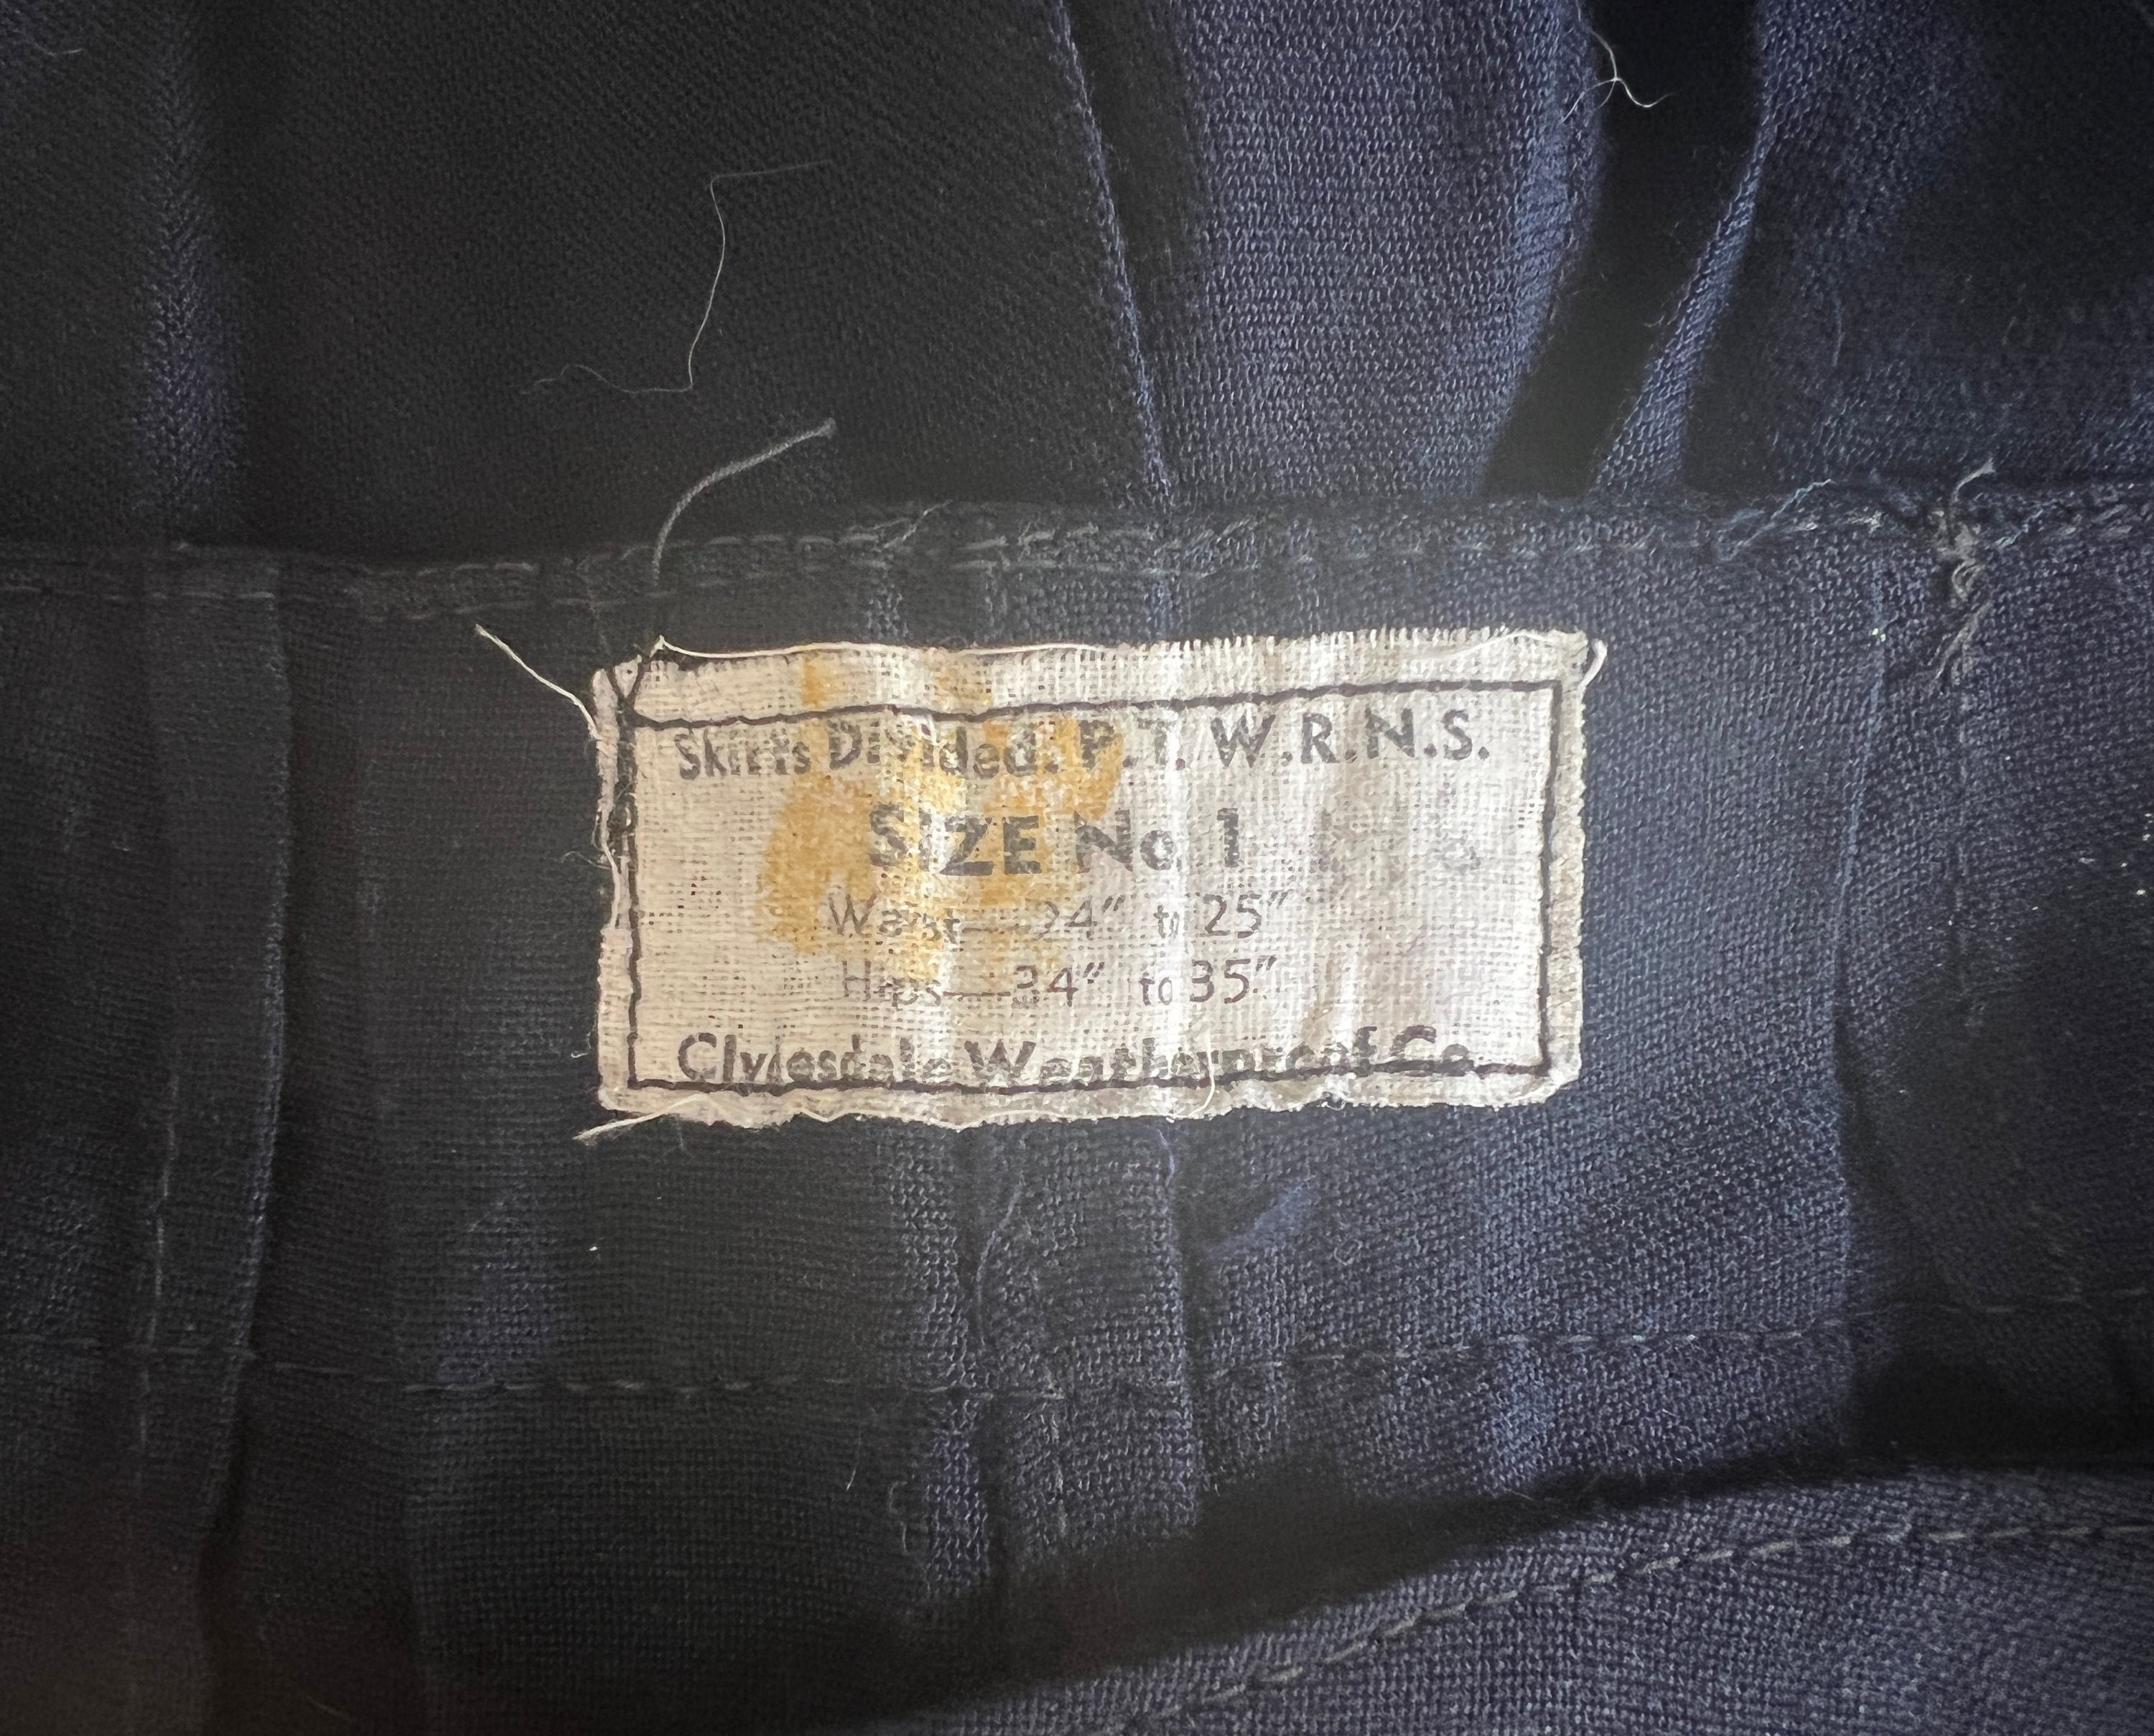 Skirts Divided. P.T. W.R.N.S.
SIZE No. 1
Waist—24" to 25"
Hips—34" to 35"
Clydesdale Weatherproof Co.